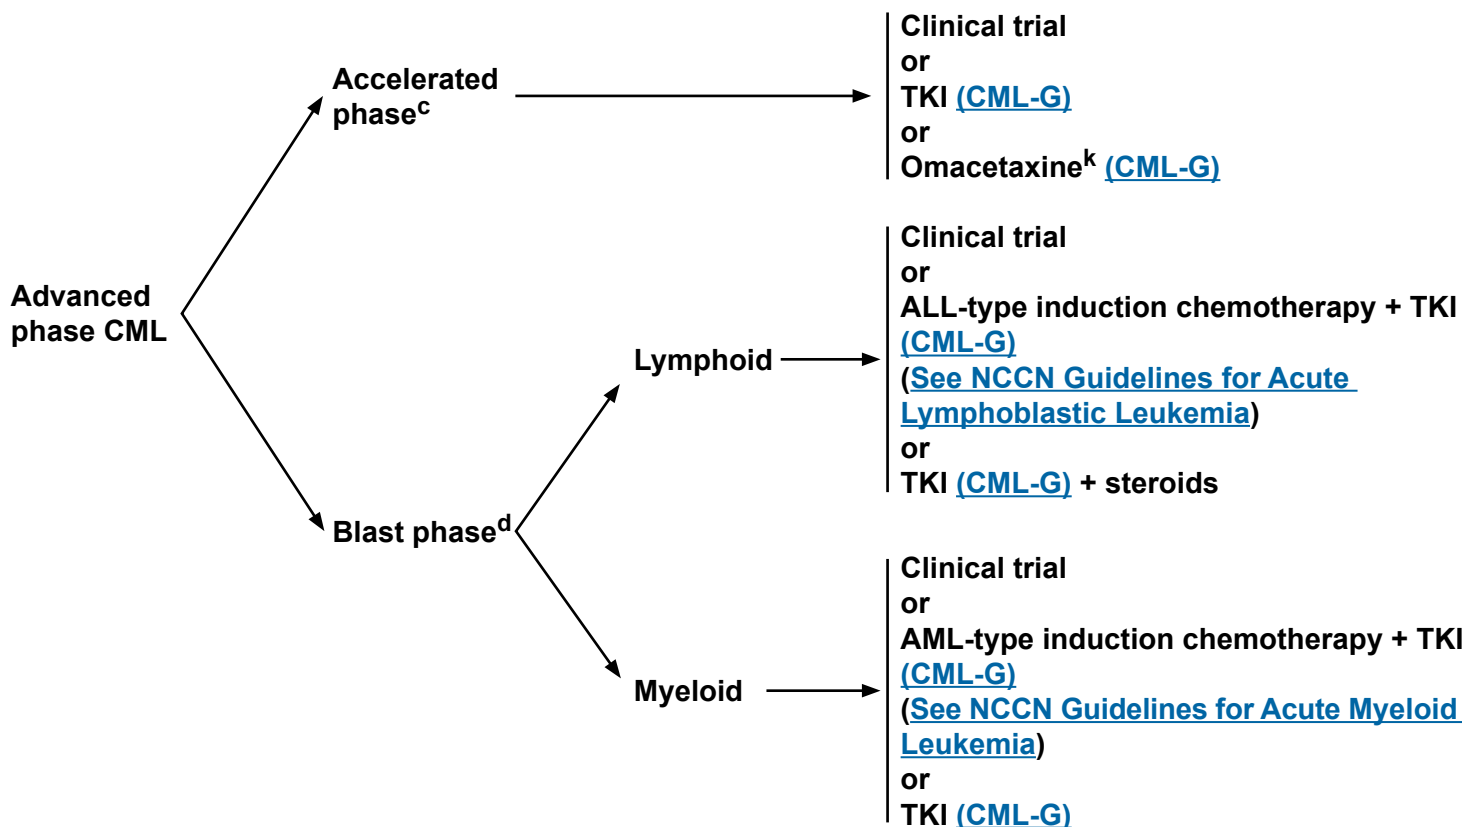 Advanced
phase CML
Accelerated
phaseᶜ
Clinical trial
or
TKI (CML-G)
or
Omacetaxineᵏ (CML-G)
Blast phaseᵈ
Lymphoid
Clinical trial
or
ALL-type induction chemotherapy + TKI
(CML-G)
(See NCCN Guidelines for Acute
Lymphoblastic Leukemia)
or
TKI (CML-G) + steroids
Myeloid
Clinical trial
or
AML-type induction chemotherapy + TKI
(CML-G)
(See NCCN Guidelines for Acute Myeloid
Leukemia)
or
TKI (CML-G)